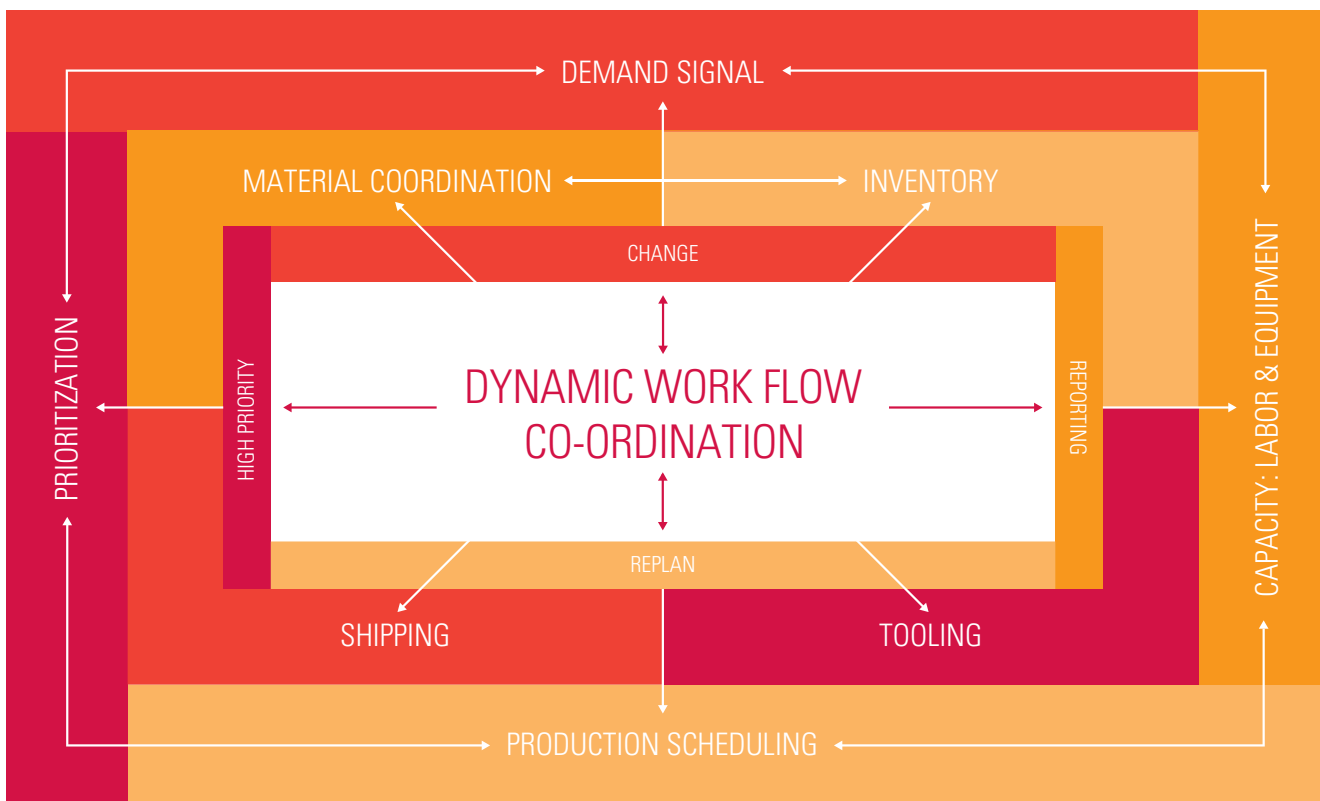 DEMAND SIGNAL
MATERIAL COORDINATION
INVENTORY
CHANGE
PRIORITIZATION
HIGH PRIORITY
DYNAMIC WORK FLOW
CO-ORDINATION
REPORTING
CAPACITY: LABOR & EQUIPMENT
REPLAN
SHIPPING
TOOLING
PRODUCTION SCHEDULING